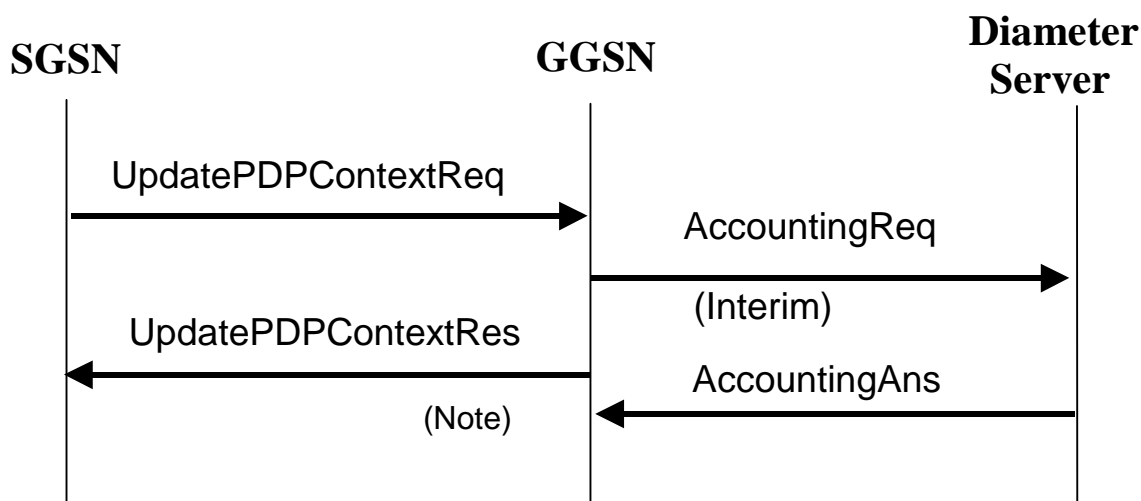 SGSN
GGSN
Diameter
Server
UpdatePDPContextReq
AccountingReq
(Interim)
UpdatePDPContextRes
AccountingAns
(Note)